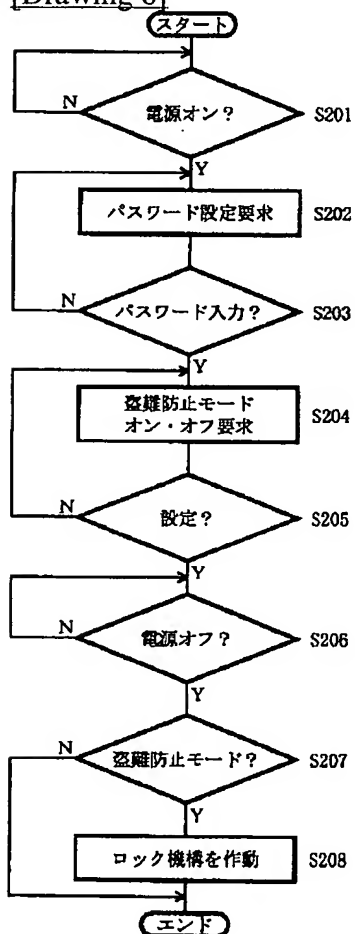 スタート
N
電源オン?
S201
Y
パスワード設定要求
S202
N
パスワード入力?
S203
Y
盗難防止モード
オン・オフ要求
S204
N
設定?
S205
Y
N
電源オフ?
S206
Y
N
盗難防止モード?
S207
Y
ロック機構を作動
S208
エンド